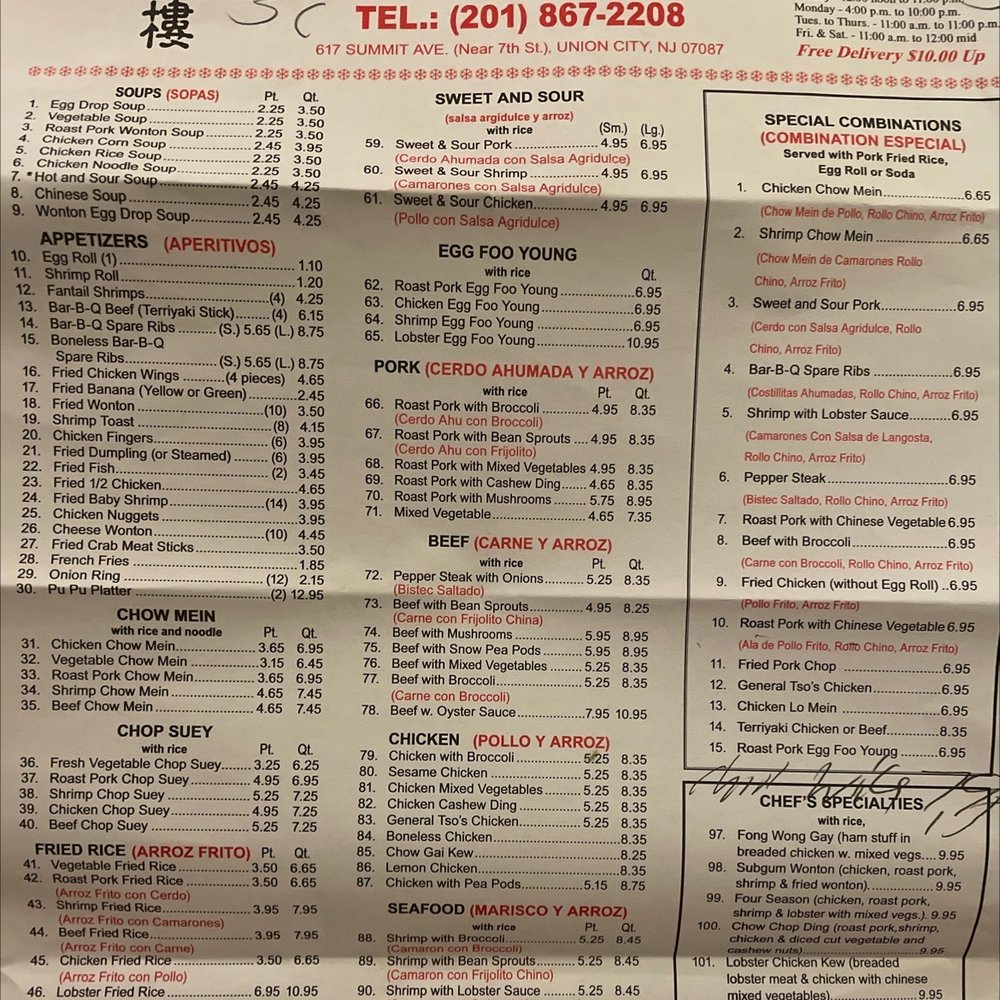 樓
TEL.: (201) 867-2208
617 SUMMIT AVE. (Near 7th St.), UNION CITY, NJ 07087
Monday - 4:00 p.m. to 10:00 p.m.
Tues. to Thurs. - 11:00 a.m. to 11:00 p.m.
Fri. & Sat. - 11:00 a.m. to 12:00 mid
Free Delivery $10.00 Up
SOUPS (SOPAS) Pt. Qt.
1. Egg Drop Soup 2.25 3.50
2. Vegetable Soup 2.25 3.50
3. Roast Pork Wonton Soup 2.25 3.50
4. Chicken Corn Soup 2.45 3.95
5. Chicken Rice Soup 2.25 3.50
6. Chicken Noodle Soup 2.25 3.50
7. *Hot and Sour Soup 2.45 4.25
8. Chinese Soup 2.45 4.25
9. Wonton Egg Drop Soup 2.45 4.25
APPETIZERS (APERITIVOS)
10. Egg Roll (1) 1.10
11. Shrimp Roll 1.20
12. Fantail Shrimps (4) 4.25
13. Bar-B-Q Beef (Terriyaki Stick) (4) 6.15
14. Bar-B-Q Spare Ribs (S.) 5.65 (L.) 8.75
15. Boneless Bar-B-Q
Spare Ribs (S.) 5.65 (L.) 8.75
16. Fried Chicken Wings (4 pieces) 4.65
17. Fried Banana (Yellow or Green) 2.45
18. Fried Wonton (10) 3.50
19. Shrimp Toast (8) 4.15
20. Chicken Fingers (6) 3.95
21. Fried Dumpling (or Steamed) (6) 3.95
22. Fried Fish (2) 3.45
23. Fried 1/2 Chicken 4.65
24. Fried Baby Shrimp (14) 3.95
25. Chicken Nuggets 3.95
26. Cheese Wonton (10) 4.45
27. Fried Crab Meat Sticks 3.50
28. French Fries 1.85
29. Onion Ring (12) 2.15
30. Pu Pu Platter (2) 12.95
CHOW MEIN
with rice and noodle Pt. Qt.
31. Chicken Chow Mein 3.65 6.95
32. Vegetable Chow Mein 3.15 6.45
33. Roast Pork Chow Mein 3.65 6.95
34. Shrimp Chow Mein 4.65 7.45
35. Beef Chow Mein 4.65 7.45
CHOP SUEY
with rice Pt. Qt.
36. Fresh Vegetable Chop Suey 3.25 6.25
37. Roast Pork Chop Suey 4.95 6.95
38. Shrimp Chop Suey 5.25 7.25
39. Chicken Chop Suey 4.95 7.25
40. Beef Chop Suey 5.25 7.25
FRIED RICE (ARROZ FRITO) Pt. Qt.
41. Vegetable Fried Rice 3.50 6.65
42. Roast Pork Fried Rice 3.50 6.65
(Arroz Frito con Cerdo)
43. Shrimp Fried Rice 3.95 7.95
(Arroz Frito con Camarones)
44. Beef Fried Rice 3.95 7.95
(Arroz Frito con Carne)
45. Chicken Fried Rice 3.50 6.65
(Arroz Frito con Pollo)
46. Lobster Fried Rice 6.95 10.95
SWEET AND SOUR
(salsa argidulce y arroz)
with rice (Sm.) (Lg.)
59. Sweet & Sour Pork 4.95 6.95
(Cerdo Ahumada con Salsa Agridulce)
60. Sweet & Sour Shrimp 4.95 6.95
(Camarones con Salsa Agridulce)
61. Sweet & Sour Chicken 4.95 6.95
(Pollo con Salsa Agridulce)
EGG FOO YOUNG
with rice Qt.
62. Roast Pork Egg Foo Young 6.95
63. Chicken Egg Foo Young 6.95
64. Shrimp Egg Foo Young 6.95
65. Lobster Egg Foo Young 10.95
PORK (CERDO AHUMADA Y ARROZ)
with rice Pt. Qt.
66. Roast Pork with Broccoli 4.95 8.35
(Cerdo Ahu con Broccoli)
67. Roast Pork with Bean Sprouts 4.95 8.35
(Cerdo Ahu con Frijolito)
68. Roast Pork with Mixed Vegetables 4.95 8.35
69. Roast Pork with Cashew Ding 4.65 8.35
70. Roast Pork with Mushrooms 5.75 8.95
71. Mixed Vegetable 4.65 7.35
BEEF (CARNE Y ARROZ)
with rice Pt. Qt.
72. Pepper Steak with Onions 5.25 8.35
(Bistec Saltado)
73. Beef with Bean Sprouts 4.95 8.25
(Carne con Frijolito China)
74. Beef with Mushrooms 5.95 8.95
75. Beef with Snow Pea Pods 5.95 8.95
76. Beef with Mixed Vegetables 5.25 8.35
77. Beef with Broccoli 5.25 8.35
(Carne con Broccoli)
78. Beef w. Oyster Sauce 7.95 10.95
CHICKEN (POLLO Y ARROZ)
79. Chicken with Broccoli 5.25 8.35
80. Sesame Chicken 5.25 8.35
81. Chicken Mixed Vegetables 5.25 8.35
82. Chicken Cashew Ding 5.25 8.35
83. General Tso's Chicken 5.25 8.35
84. Boneless Chicken 8.35
85. Chow Gai Kew 8.25
86. Lemon Chicken 8.35
87. Chicken with Pea Pods 5.15 8.75
SEAFOOD (MARISCO Y ARROZ)
with rice Pt. Qt.
88. Shrimp with Broccoli 5.25 8.45
(Camaron con Broccoli)
89. Shrimp with Bean Sprouts 5.25 8.45
(Camaron con Frijolito Chino)
90. Shrimp with Lobster Sauce 5.25 8.45
SPECIAL COMBINATIONS
(COMBINATION ESPECIAL)
Served with Pork Fried Rice,
Egg Roll or Soda
1. Chicken Chow Mein 6.65
(Chow Mein de Pollo, Rollo Chino, Arroz Frito)
2. Shrimp Chow Mein 6.65
(Chow Mein de Camarones Rollo
Chino, Arroz Frito)
3. Sweet and Sour Pork 6.95
(Cerdo con Salsa Agridulce, Rollo
Chino, Arroz Frito)
4. Bar-B-Q Spare Ribs 6.95
(Costillitas Ahumadas, Rollo Chino, Arroz Frito)
5. Shrimp with Lobster Sauce 6.95
(Camarones Con Salsa de Langosta,
Rollo Chino, Arroz Frito)
6. Pepper Steak 6.95
(Bistec Saltado, Rollo Chino, Arroz Frito)
7. Roast Pork with Chinese Vegetable 6.95
8. Beef with Broccoli 6.95
(Carne con Broccoli, Rollo Chino, Arroz Frito)
9. Fried Chicken (without Egg Roll) 6.95
(Pollo Frito, Arroz Frito)
10. Roast Pork with Chinese Vegetable 6.95
(Ala de Pollo Frito, Rollo Chino, Arroz Frito)
11. Fried Pork Chop 6.95
12. General Tso's Chicken 6.95
13. Chicken Lo Mein 6.95
14. Terriyaki Chicken or Beef 8.35
15. Roast Pork Egg Foo Young 6.95
CHEF'S SPECIALTIES
with rice,
97. Fong Wong Gay (ham stuff in
breaded chicken w. mixed vegs 9.95
98. Subgum Wonton (chicken, roast pork,
shrimp & fried wonton) 9.95
99. Four Season (chicken, roast pork,
shrimp & lobster with mixed vegs.) 9.95
100. Chow Chop Ding (roast pork,shrimp,
chicken & diced cut vegetable and
cashew nuts) 9.95
101. Lobster Chicken Kew (breaded
lobster meat & chicken with chinese
mixed vegetables) 9.95